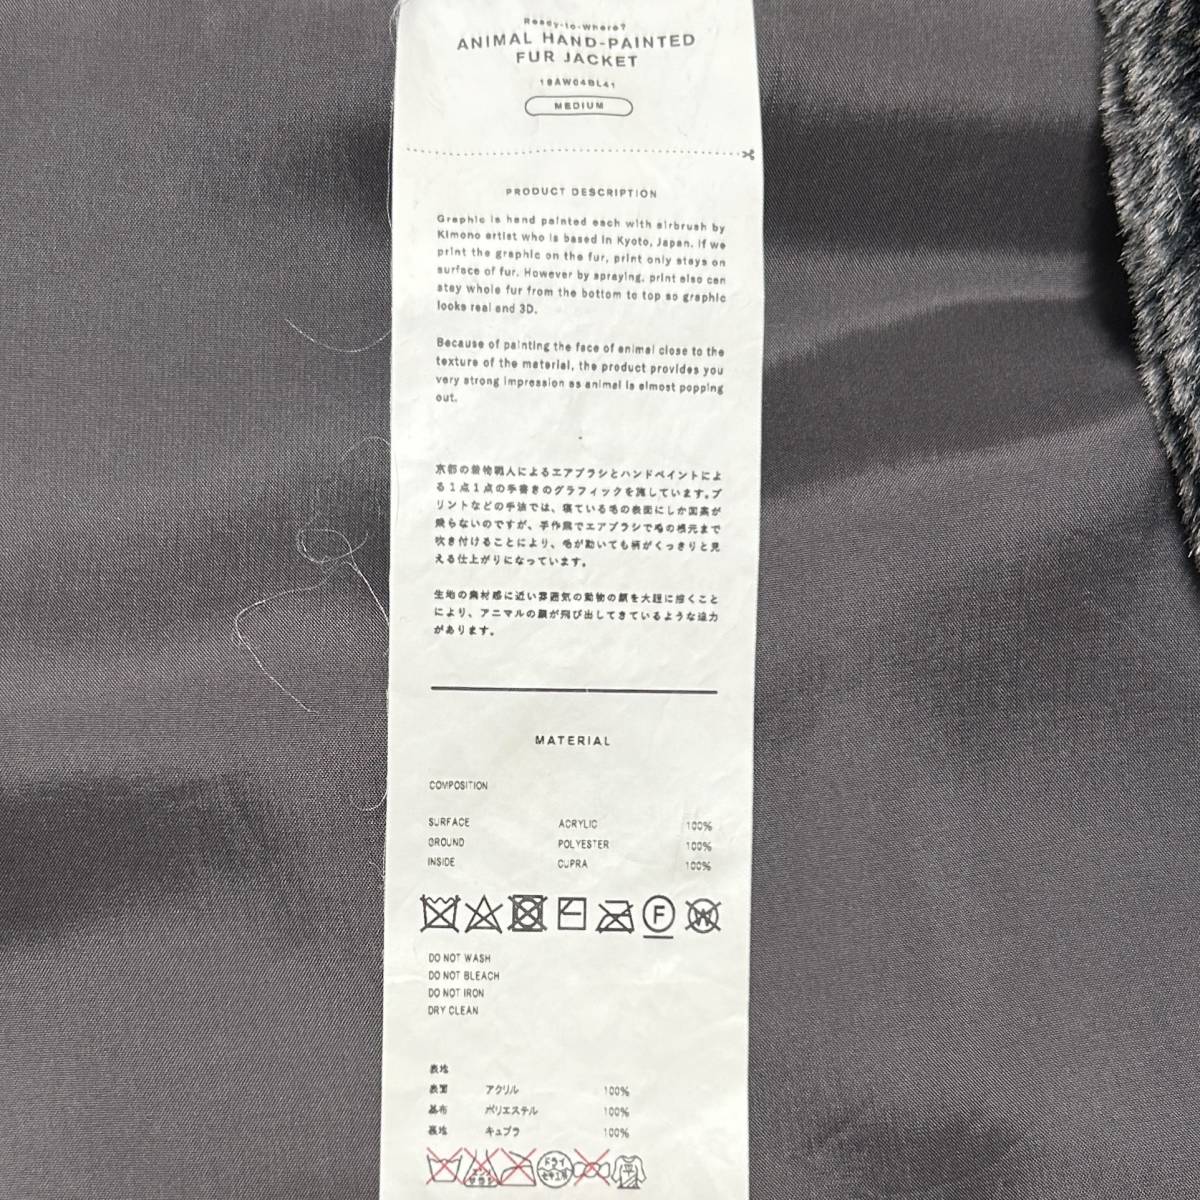 Ready-to-Where?
ANIMAL HAND-PAINTED
FUR JACKET
18AW04BL41
MEDIUM
PRODUCT DESCRIPTION
Graphic is hand painted each with airbrush by
Kimono artist who is based in Kyoto, Japan. If we
print the graphic on the fur, print only stays on
surface of fur. However by spraying, print also can
stay whole fur from the bottom to top so graphic
looks real and 3D.
Because of painting the face of animal close to the
texture of the material, the product provides you
very strong impression as animal is almost popping
out.
京都の着物職人によるエアブラシとハンドペイントによ
る1点1点の手書きのグラフィックを施しています。プ
リントなどの手法では、寝ている毛の表面にしか図案が
乗らないのですが、手作業でエアブラシで毛の根元まで
吹き付けることにより、毛が動いても柄がくっきりと見
える仕上がりになっています。
生地の素材感に近い雰囲気の動物の顔を大胆に描くこと
により、アニマルの顔が飛び出してきているような迫力
があります。
MATERIAL
COMPOSITION
SURFACE ACRYLIC 100%
GROUND POLYESTER 100%
INSIDE CUPRA 100%
F W
DO NOT WASH
DO NOT BLEACH
DO NOT IRON
DRY CLEAN
表地
表面 アクリル 100%
基布 ポリエステル 100%
裏地 キュプラ 100%
エンソサラシ ドライ セキユ系 平